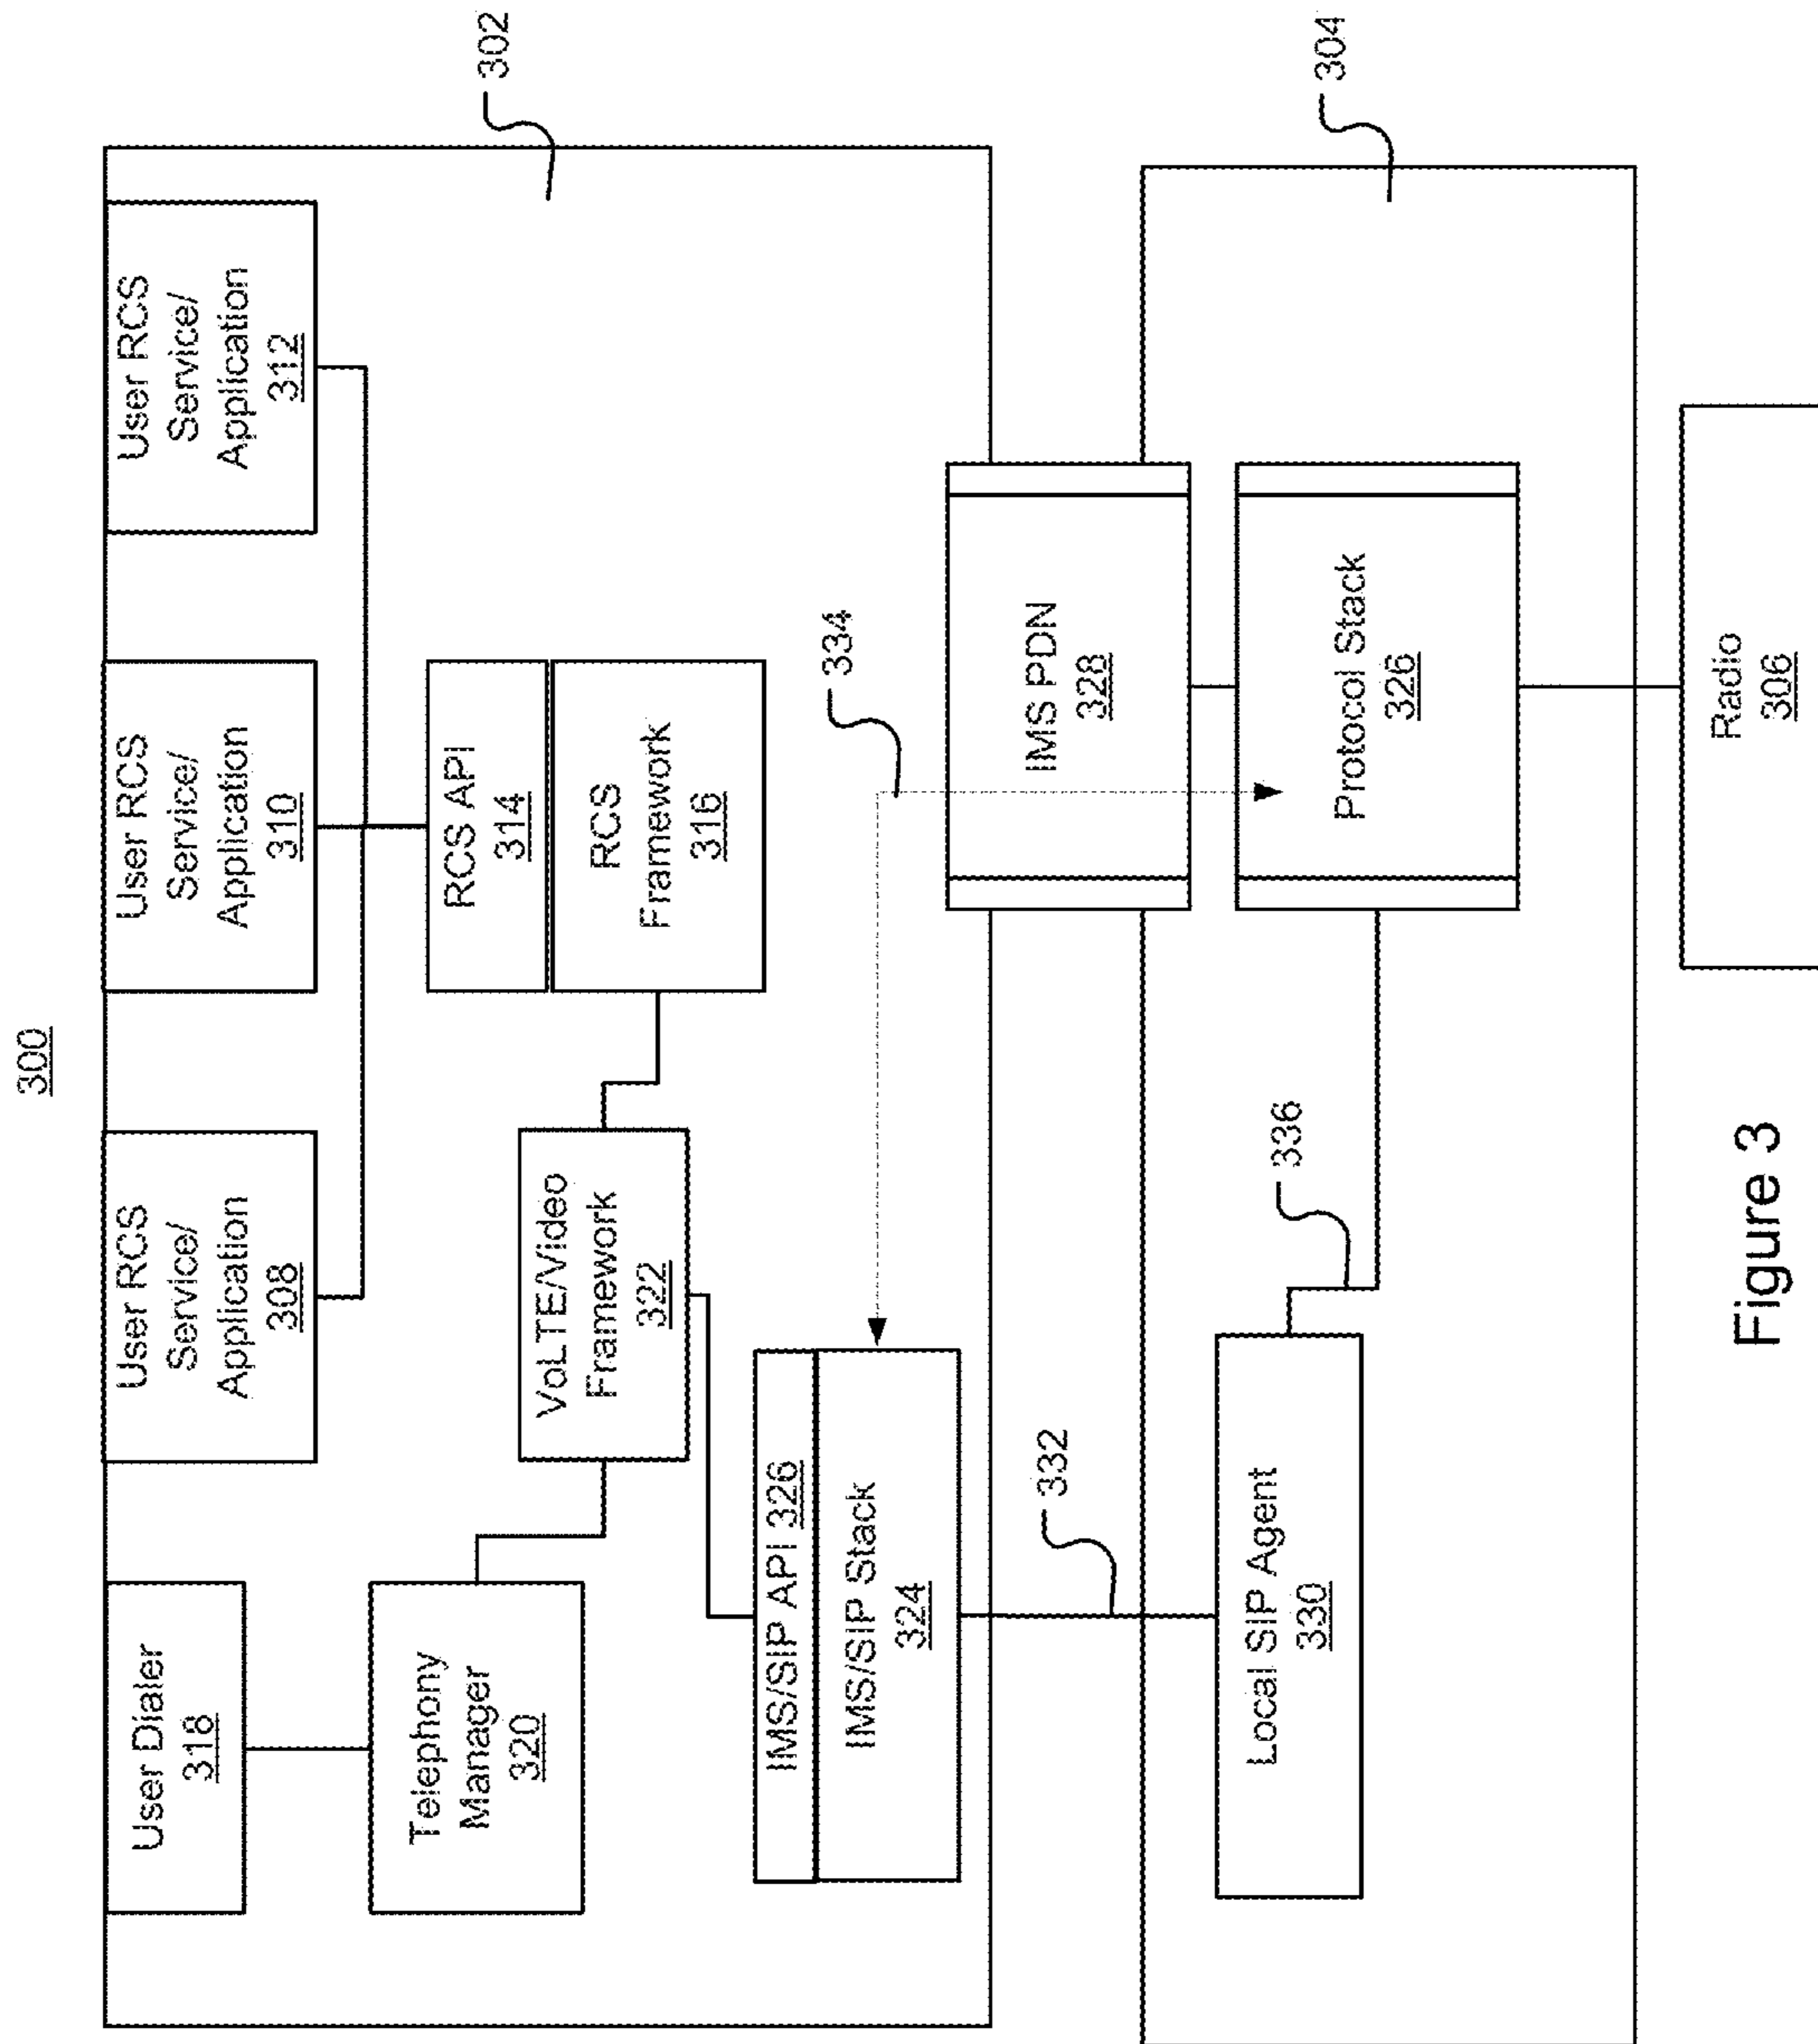 300
User Dialer
318
User RCS
Service/
Application
308
User RCS
Service/
Application
310
User RCS
Service/
Application
312
302
Telephony
Manager
320
VoLTE/Video
Framework
322
RCS API
314
RCS
Framework
316
IMS/SIP API 326
IMS/SIP Stack
324
334
IMS PDN
328
332
304
Local SIP Agent
330
336
Protocol Stack
326
Radio
306
Figure 3